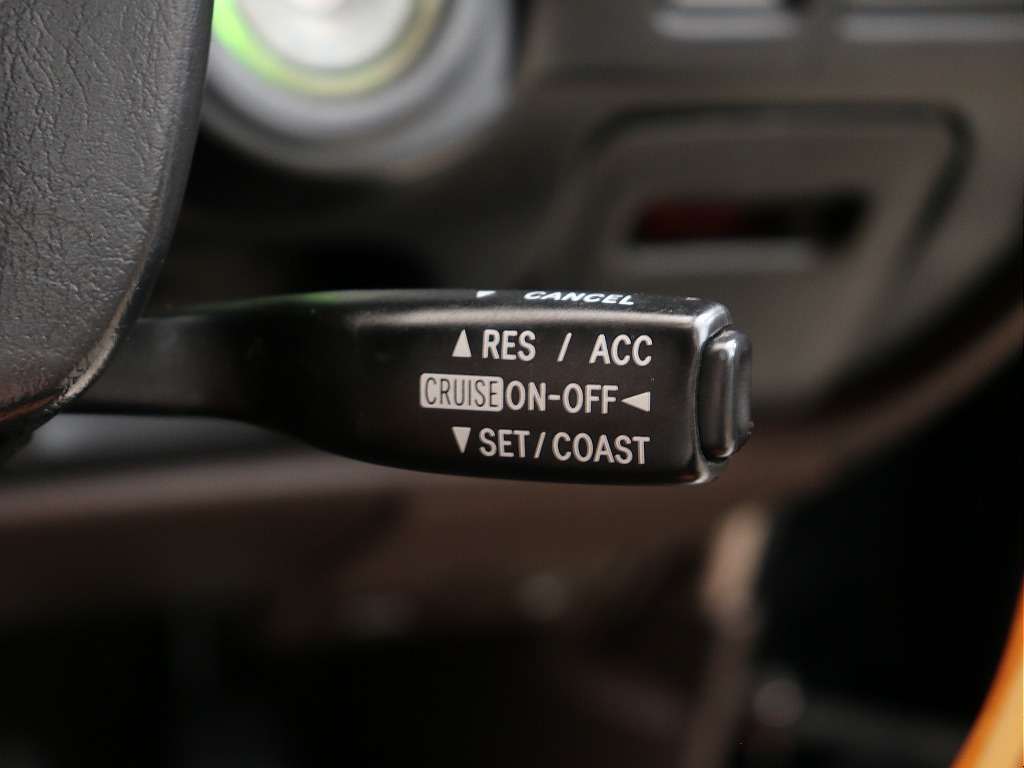 ▼ CANCEL
▲ RES / ACC
CRUISE ON-OFF ◀
▼ SET/COAST